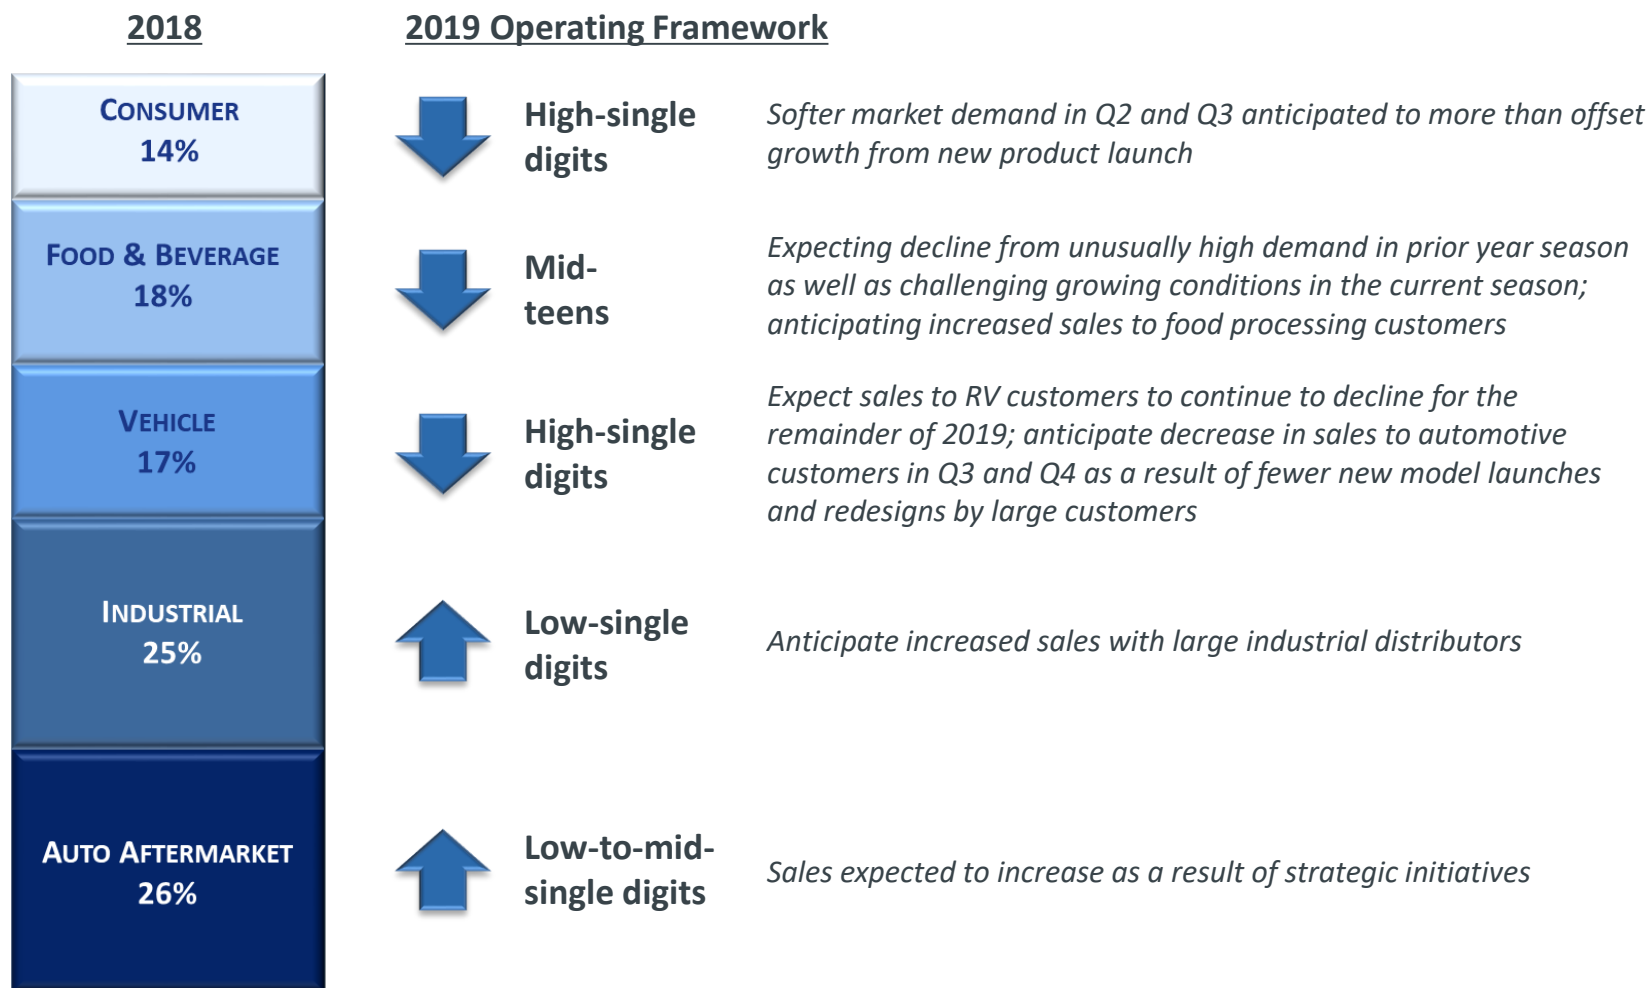 2018
2019 Operating Framework
CONSUMER
14%
High-single
digits
Softer market demand in Q2 and Q3 anticipated to more than offset
growth from new product launch
FOOD & BEVERAGE
18%
Mid-
teens
Expecting decline from unusually high demand in prior year season
as well as challenging growing conditions in the current season;
anticipating increased sales to food processing customers
VEHICLE
17%
High-single
digits
Expect sales to RV customers to continue to decline for the
remainder of 2019; anticipate decrease in sales to automotive
customers in Q3 and Q4 as a result of fewer new model launches
and redesigns by large customers
INDUSTRIAL
25%
Low-single
digits
Anticipate increased sales with large industrial distributors
AUTO AFTERMARKET
26%
Low-to-mid-
single digits
Sales expected to increase as a result of strategic initiatives